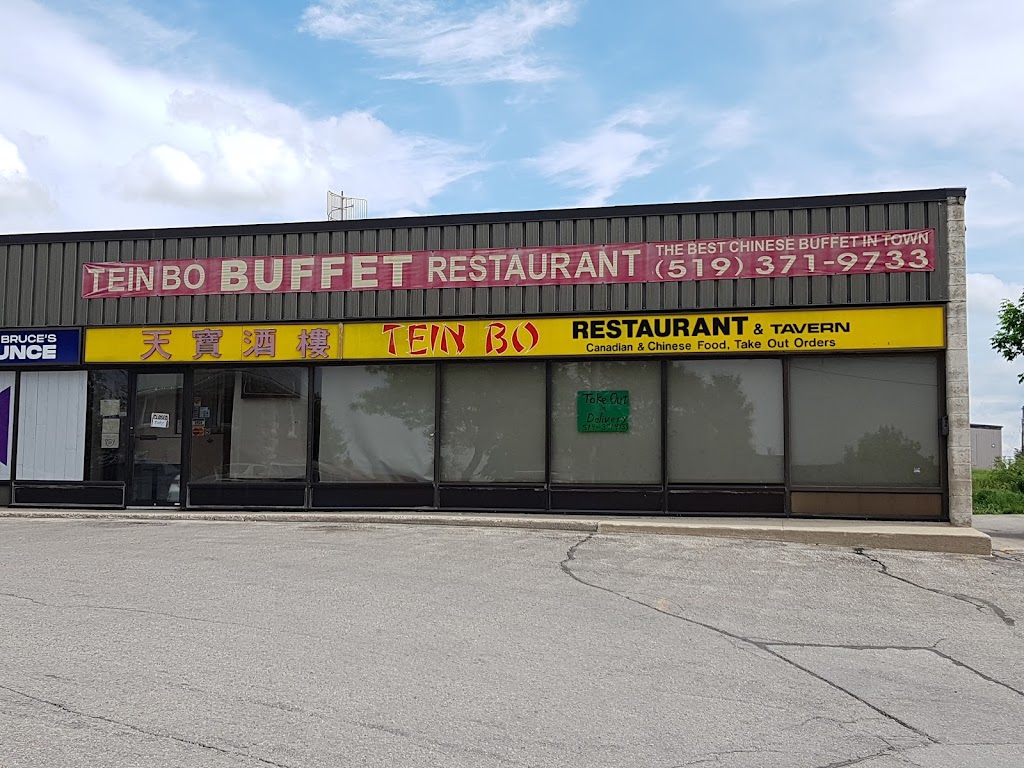 TEIN BO BUFFET RESTAURANT
THE BEST CHINESE BUFFET IN TOWN
(519) 371-9733
BRUCE'S
UNCE
天寶酒樓
TEIN BO
RESTAURANT & TAVERN
Canadian & Chinese Food, Take Out Orders
Take Out
Delivery
CLOSED